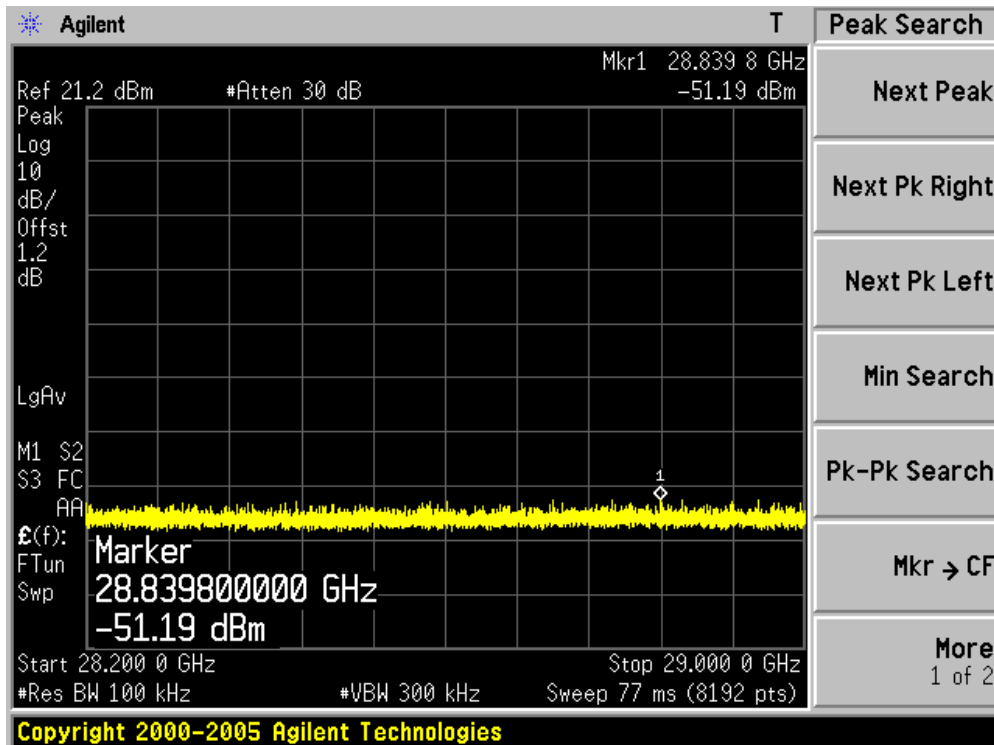 Agilent T Peak Search
Mkr1 28.839 8 GHz
Ref 21.2 dBm #Atten 30 dB -51.19 dBm
Peak
Log
10
dB/
Offst
1.2
dB
LgAv
M1 S2
S3 FC
AA
£(f):
FTun
Swp
1
Marker
28.839800000 GHz
-51.19 dBm
Start 28.200 0 GHz Stop 29.000 0 GHz
#Res BW 100 kHz #VBW 300 kHz Sweep 77 ms (8192 pts)
Next Peak
Next Pk Right
Next Pk Left
Min Search
Pk-Pk Search
Mkr → CF
More
1 of 2
Copyright 2000-2005 Agilent Technologies